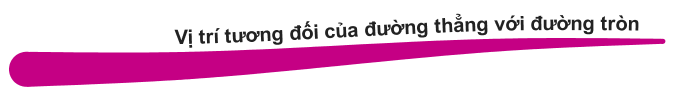 Vị trí tương đối của đường thẳng với đường tròn